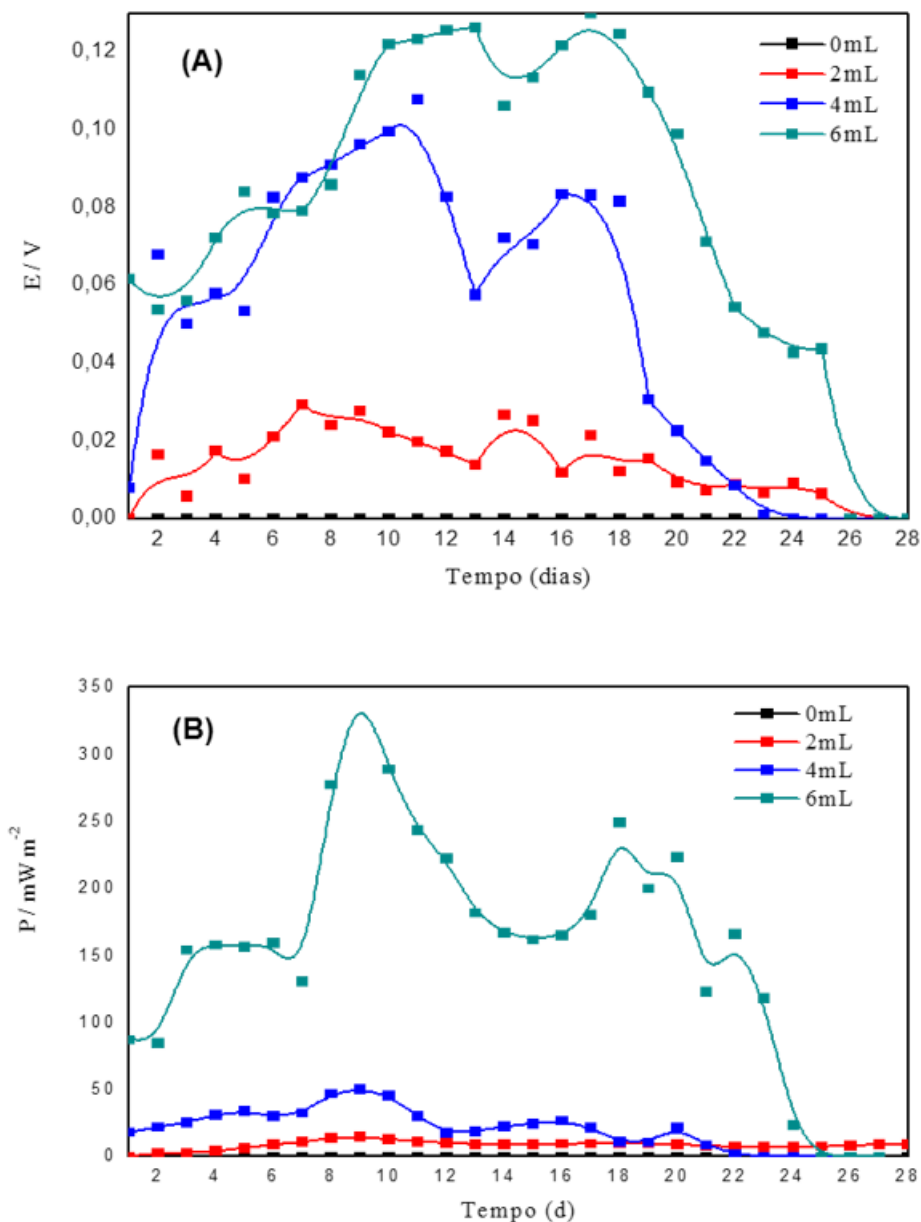 (A)
0mL
2mL
4mL
6mL
0,12
0,10
0,08
0,06
0,04
0,02
0,00
E / V
2 4 6 8 10 12 14 16 18 20 22 24 26 28
Tempo (dias)
(B)
0mL
2mL
4mL
6mL
350
300
250
200
150
100
50
0
P / mWm⁻²
2 4 6 8 10 12 14 16 18 20 22 24 26 28
Tempo (d)